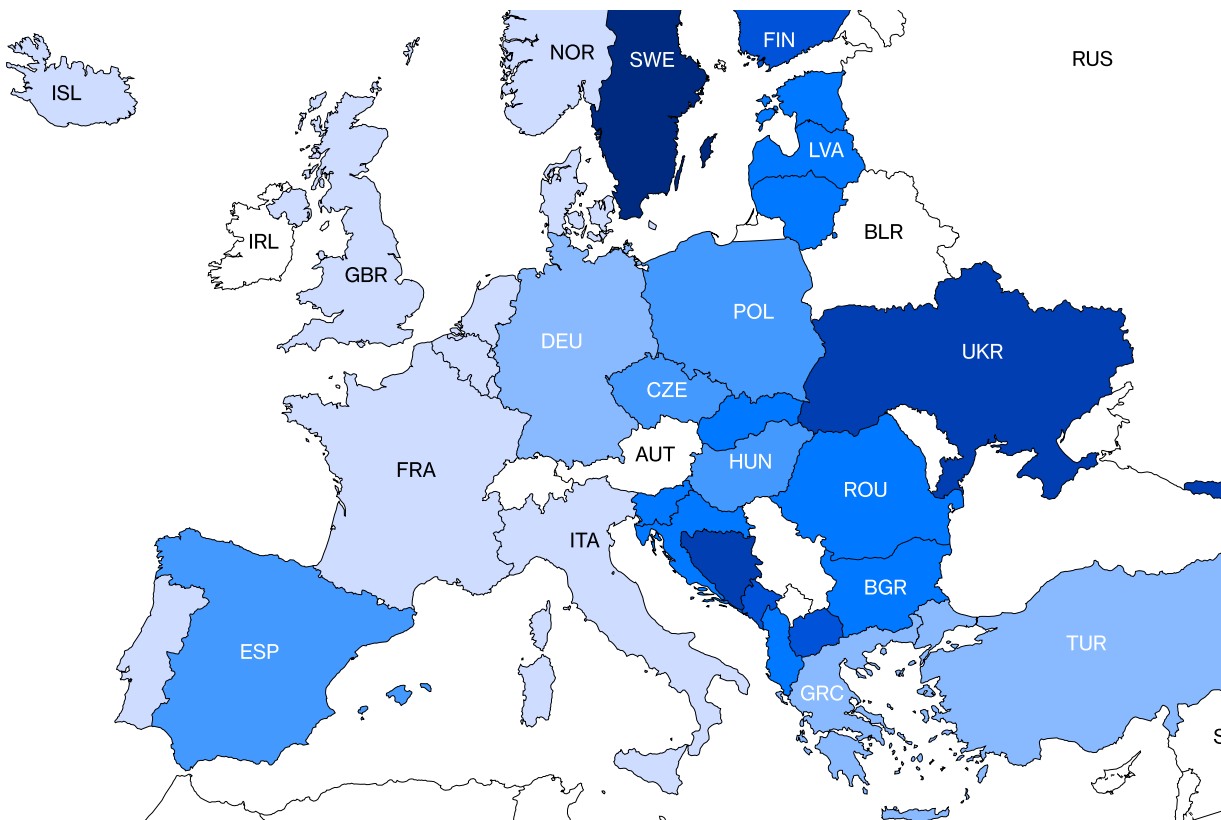 NOR
SWE
FIN
RUS
ISL
LVA
BLR
IRL
GBR
POL
DEU
UKR
CZE
AUT
HUN
FRA
ROU
ITA
BGR
ESP
TUR
GRC
S